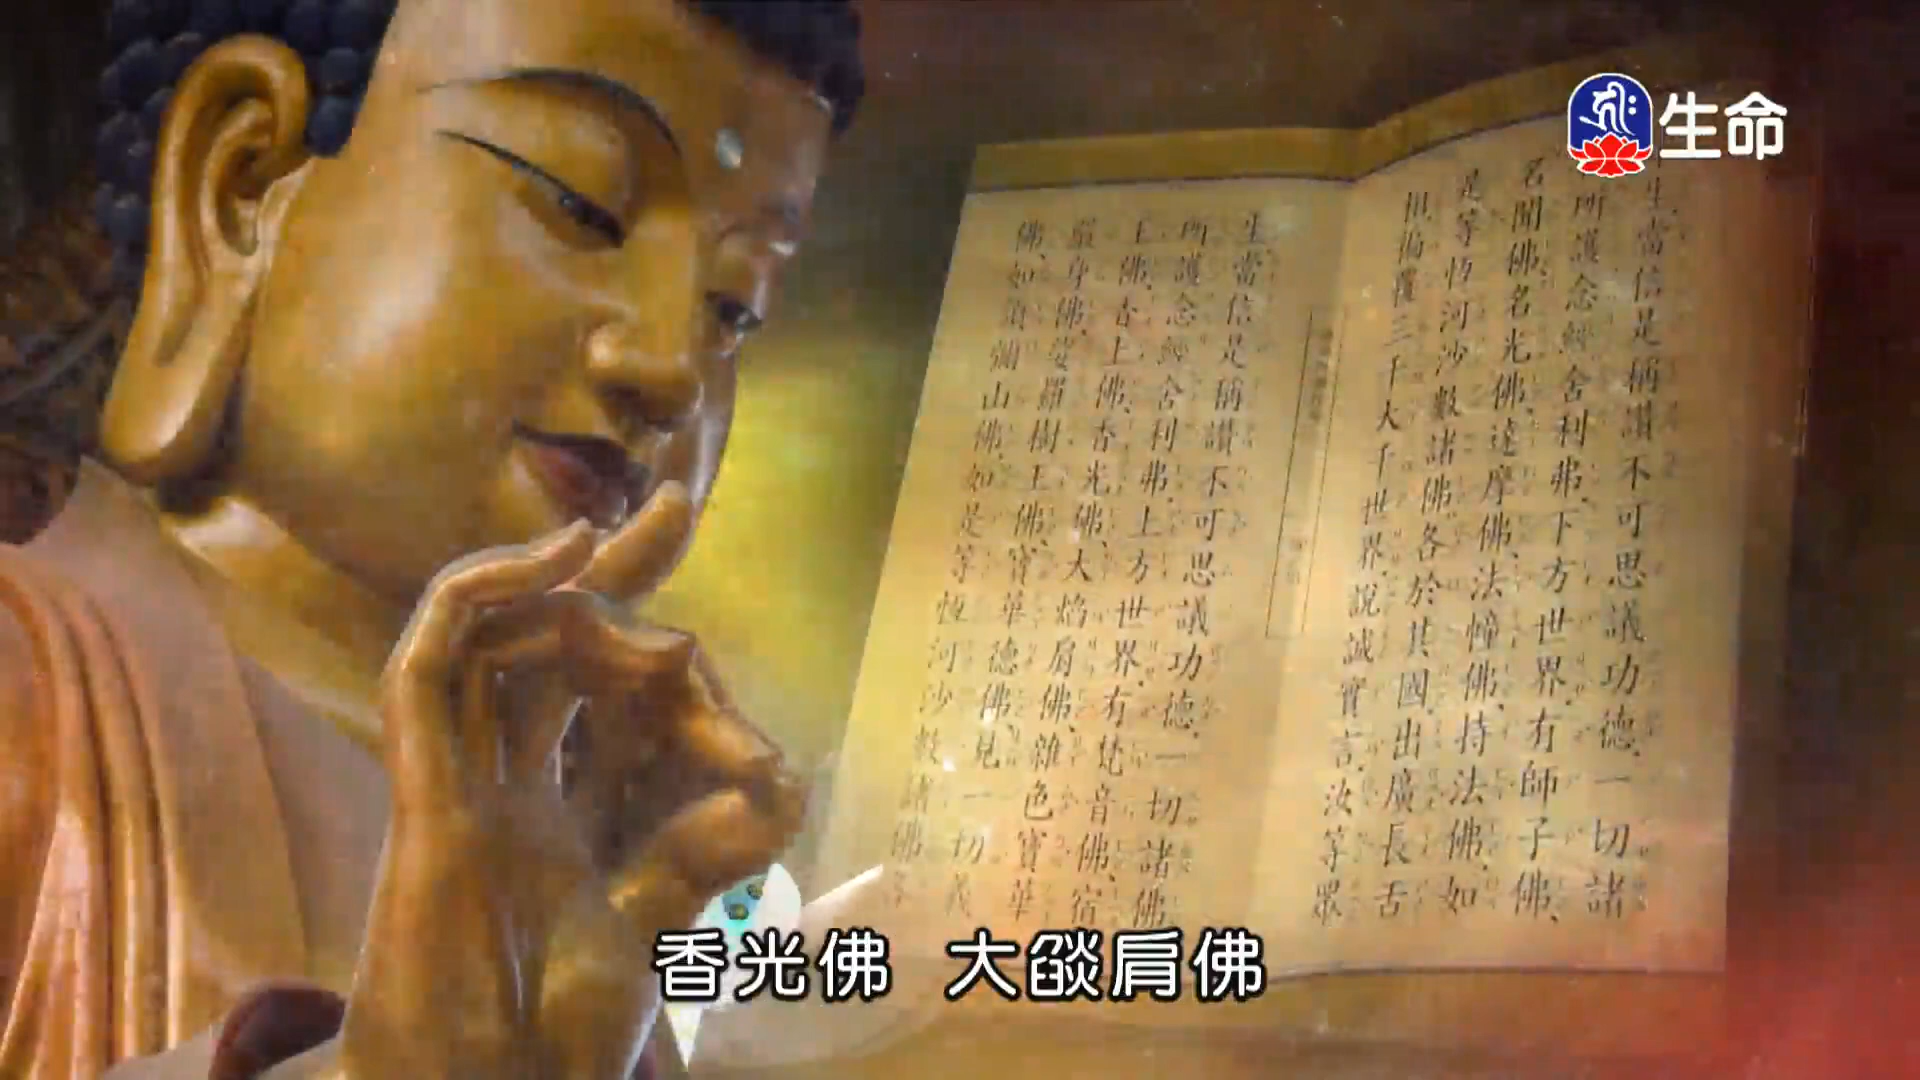 生命
生當信是稱讚不可思議功德、一切諸
所護念經舍利弗、下方世界、有師子佛、
名聞佛、名光佛、達摩佛、法幢佛、持法佛、如
是等恆河沙數諸佛各於其國出廣長舌
相、徧覆三千大千世界、說誠實言、汝等眾
生當信是稱讚不可思議功德、一切諸佛
所護念經舍利弗、上方世界、有梵音佛、宿
王佛、香上佛、香光佛、大焰肩佛、雜色寶華
嚴身佛、娑羅樹王佛、寶華德佛、見一切義
佛、如須彌山佛、如是等恆河沙數諸佛各
香光佛 大燄肩佛